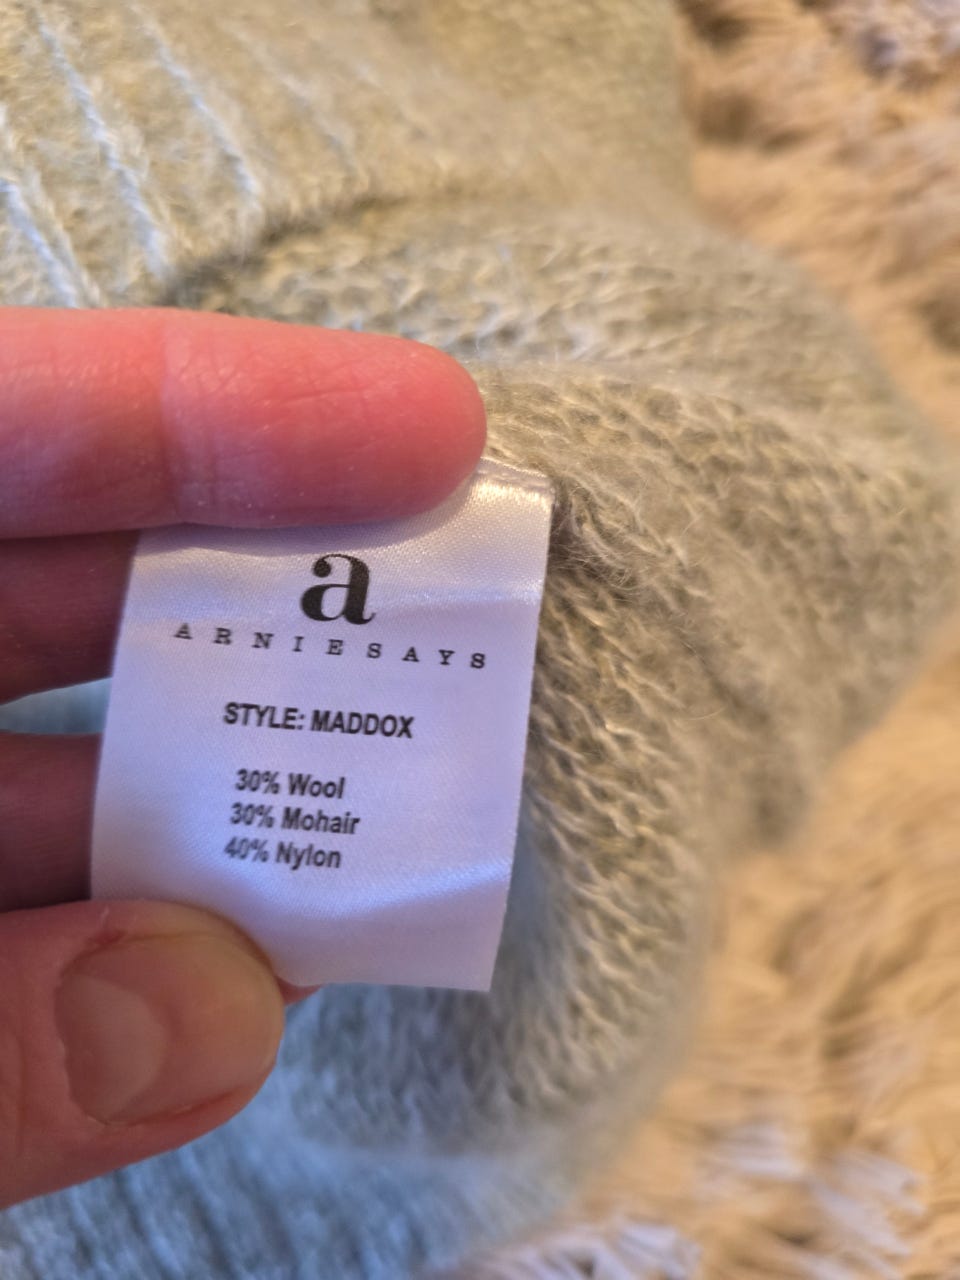 a
ARNIESAYS
STYLE: MADDOX
30% Wool
30% Mohair
40% Nylon